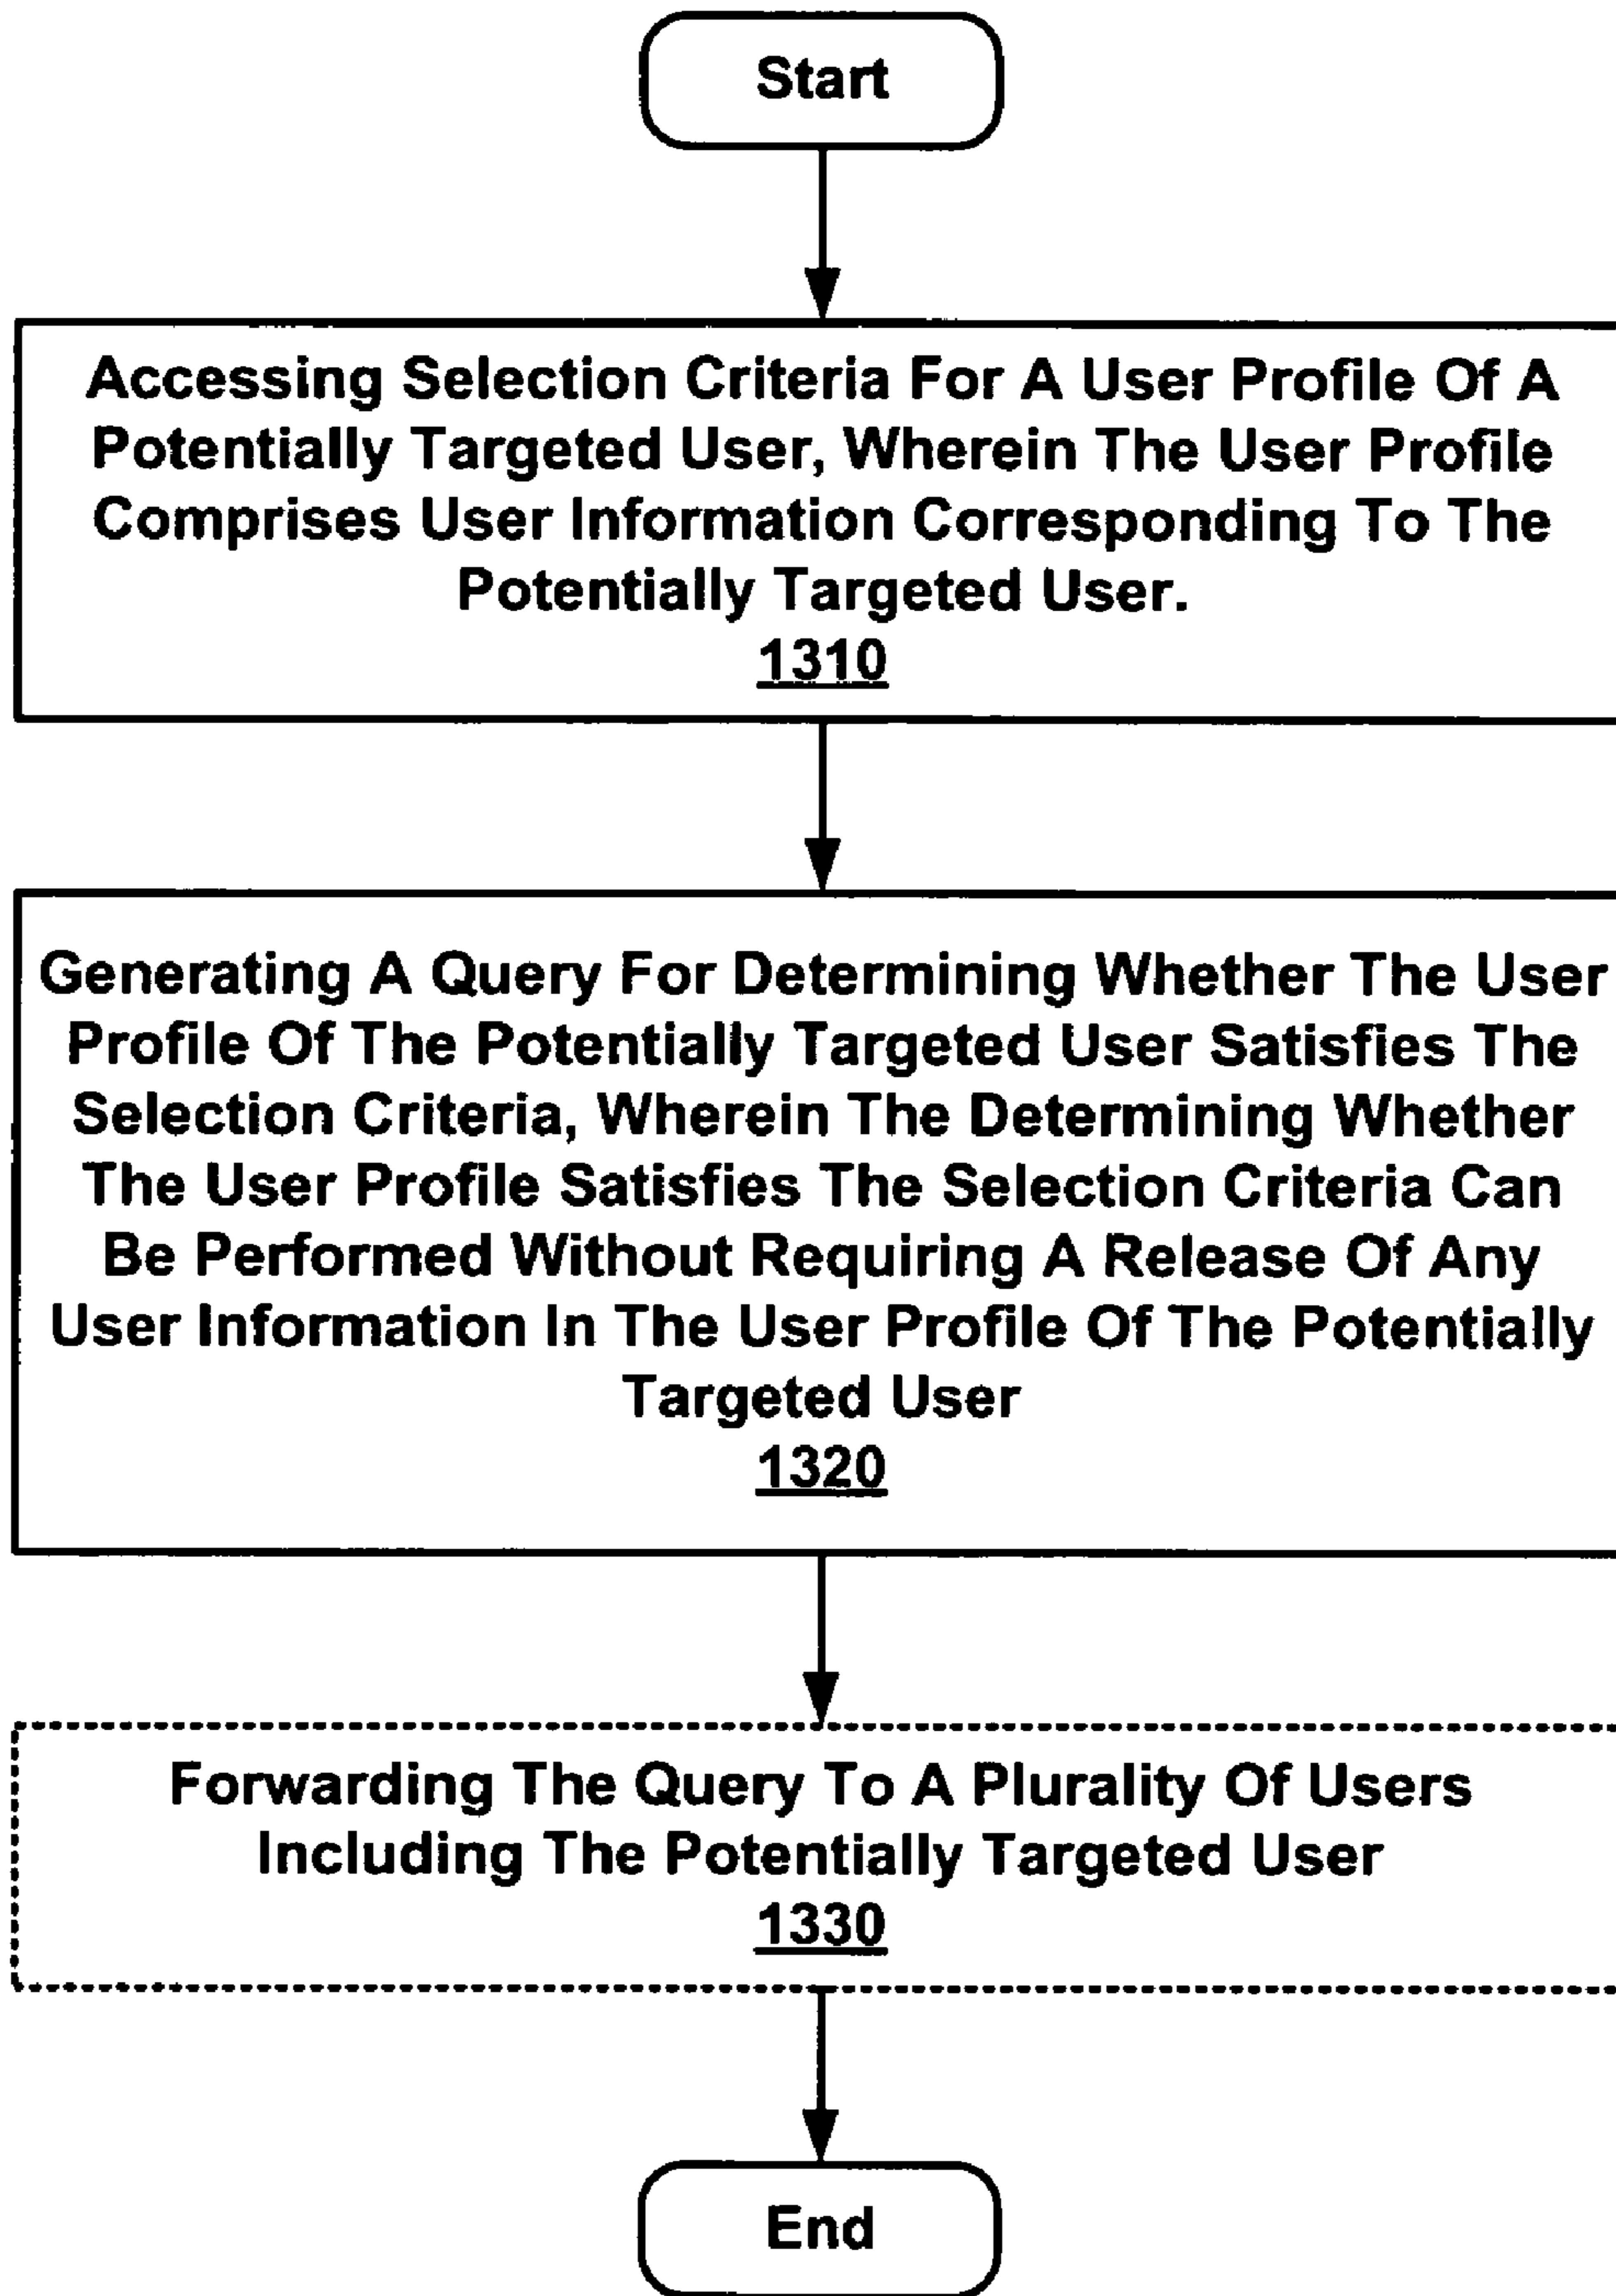 Start
Accessing Selection Criteria For A User Profile Of A
Potentially Targeted User, Wherein The User Profile
Comprises User Information Corresponding To The
Potentially Targeted User.
1310
Generating A Query For Determining Whether The User
Profile Of The Potentially Targeted User Satisfies The
Selection Criteria, Wherein The Determining Whether
The User Profile Satisfies The Selection Criteria Can
Be Performed Without Requiring A Release Of Any
User Information In The User Profile Of The Potentially
Targeted User
1320
Forwarding The Query To A Plurality Of Users
Including The Potentially Targeted User
1330
End